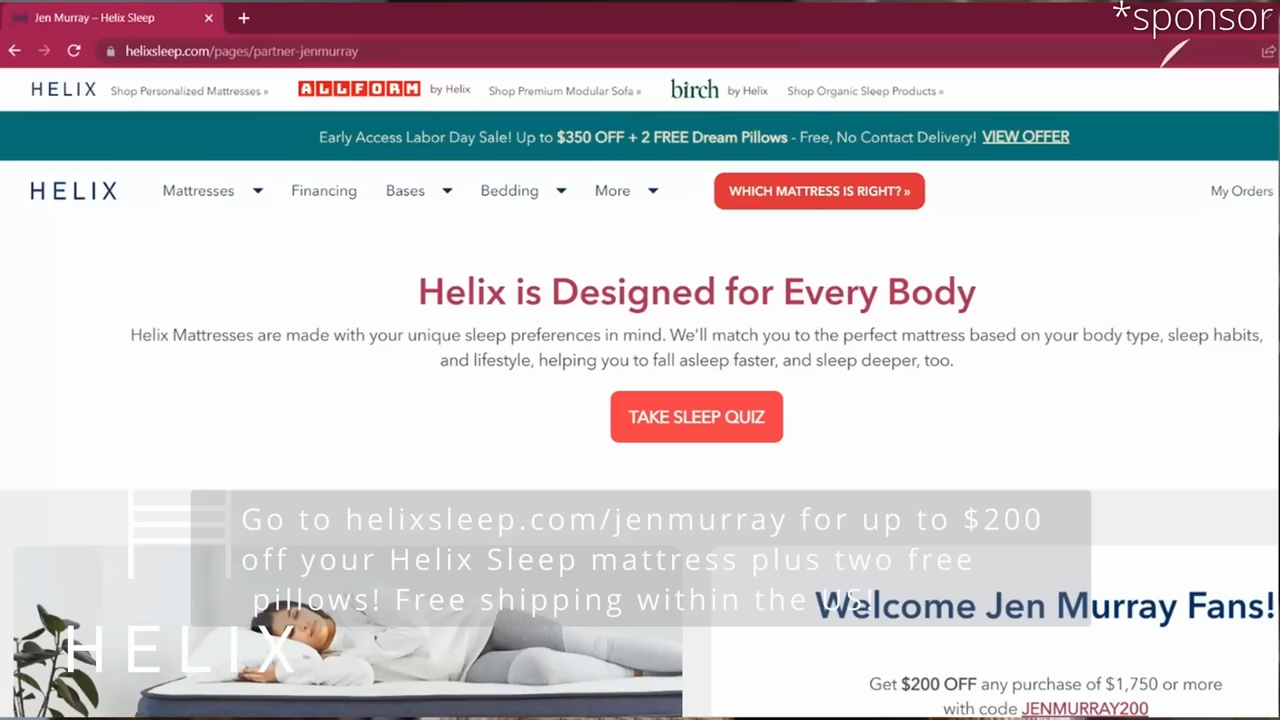 Jen Murray – Helix Sleep
*sponsor
helixsleep.com/pages/partner-jenmurray
HELIX Shop Personalized Mattresses » ALLFORM by Helix Shop Premium Modular Sofa » birch by Helix Shop Organic Sleep Products »
Early Access Labor Day Sale! Up to $350 OFF + 2 FREE Dream Pillows - Free, No Contact Delivery! VIEW OFFER
HELIX Mattresses Financing Bases Bedding More WHICH MATTRESS IS RIGHT? » My Orders
Helix is Designed for Every Body
Helix Mattresses are made with your unique sleep preferences in mind. We'll match you to the perfect mattress based on your body type, sleep habits,
and lifestyle, helping you to fall asleep faster, and sleep deeper, too.
TAKE SLEEP QUIZ
Go to helixsleep.com/jenmurray for up to $200
off your Helix Sleep mattress plus two free
pillows! Free shipping within the US!
HELIX
Welcome Jen Murray Fans!
Get $200 OFF any purchase of $1,750 or more
with code JENMURRAY200